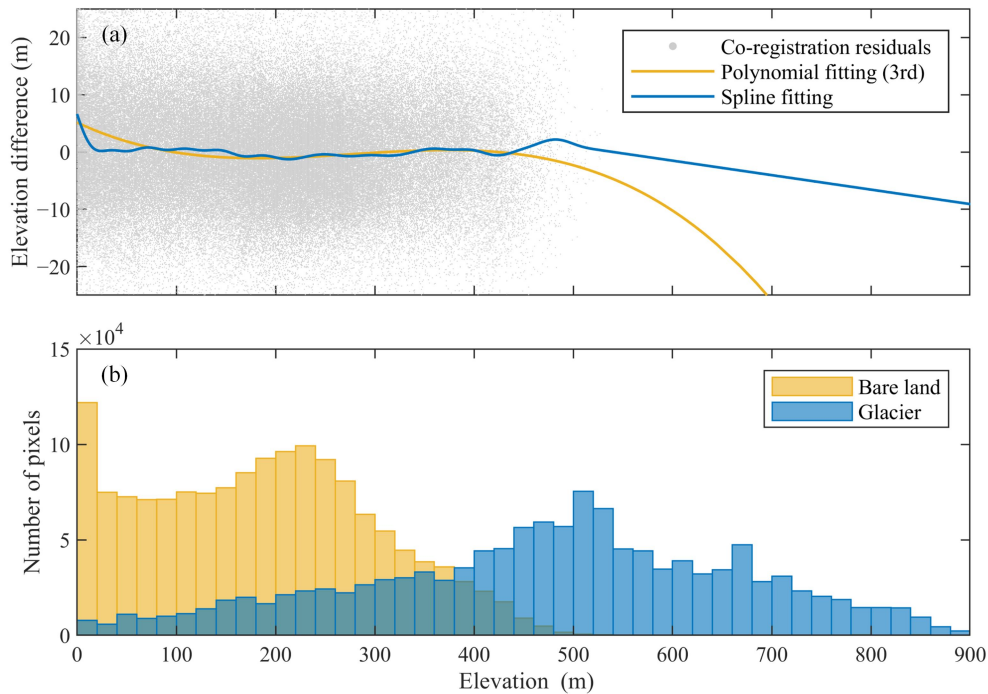 (a)
Elevation difference (m)
20
10
0
−10
−20
Co-registration residuals
Polynomial fitting (3rd)
Spline fitting
×10⁴
(b)
Number of pixels
15
10
5
0
Bare land
Glacier
0 100 200 300 400 500 600 700 800 900
Elevation (m)